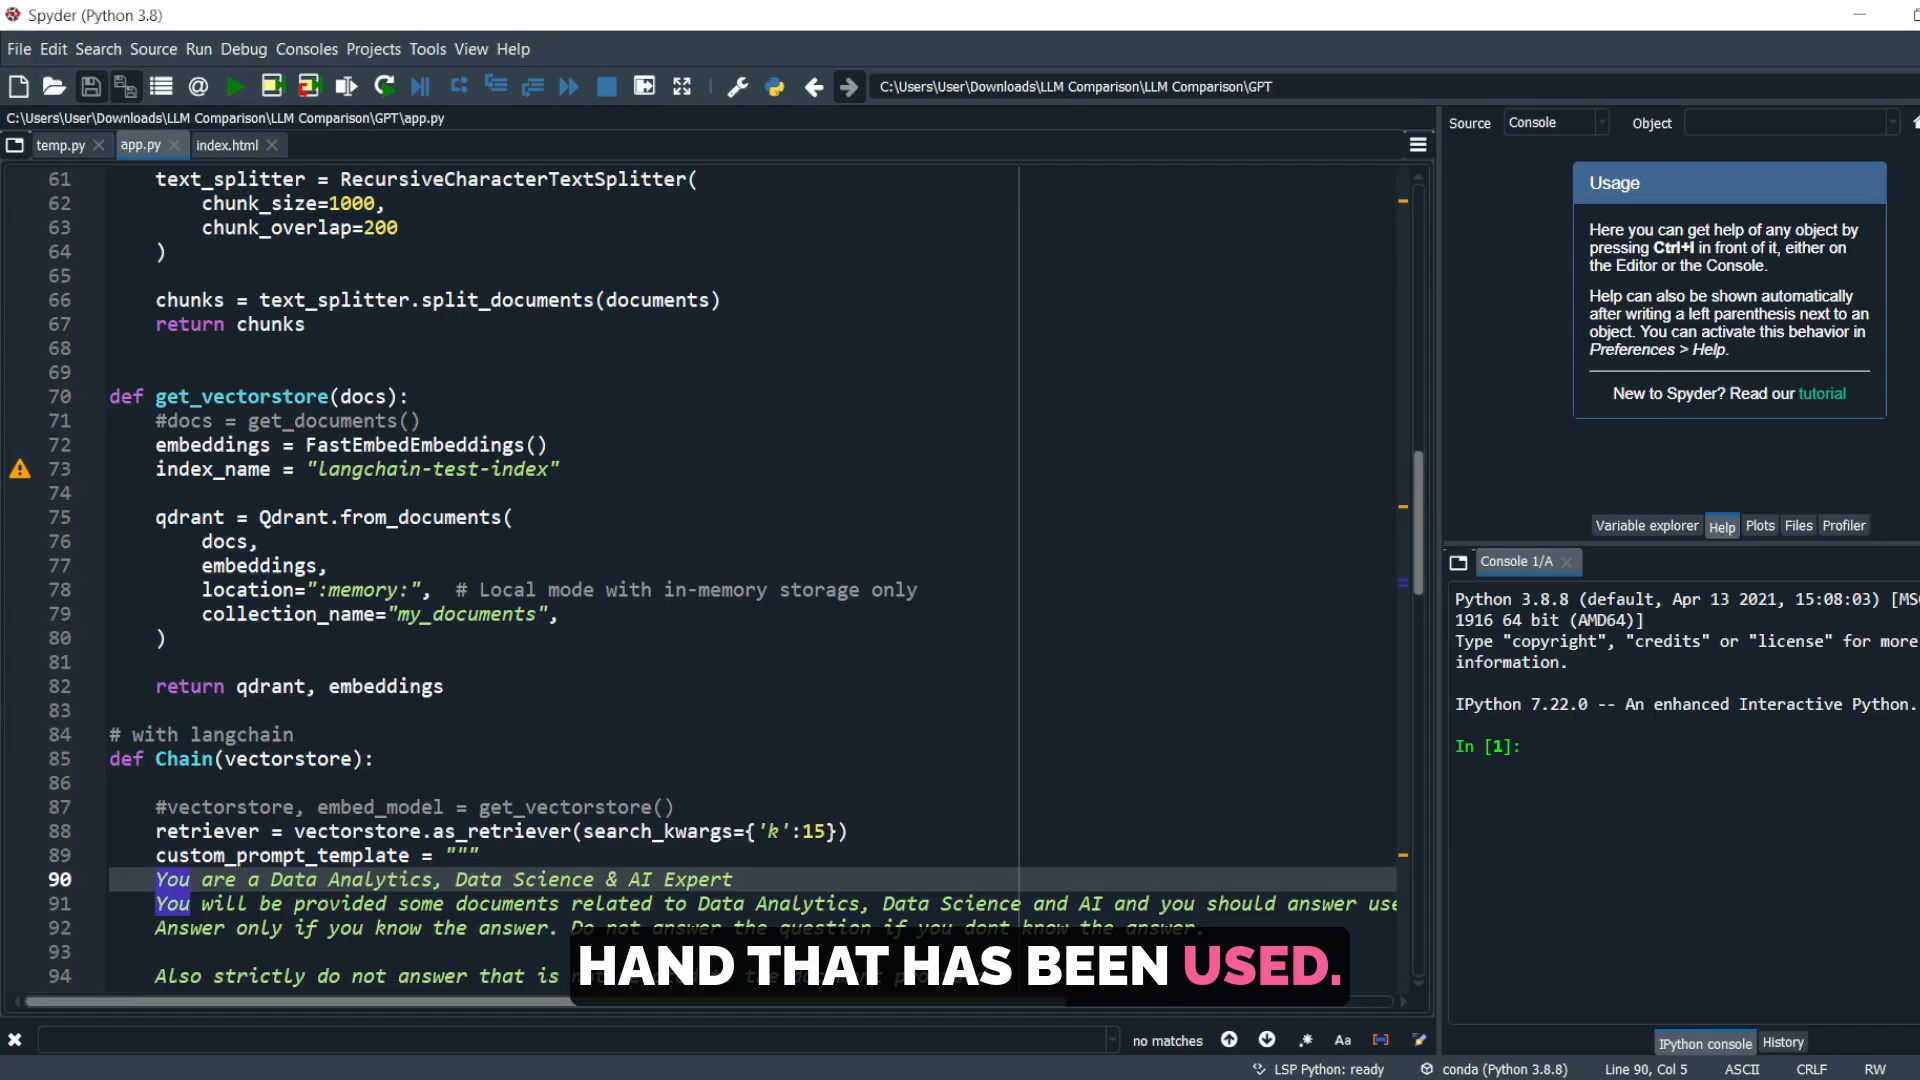 Spyder (Python 3.8)
File Edit Search Source Run Debug Consoles Projects Tools View Help
C:\Users\User\Downloads\LLM Comparison\LLM Comparison\GPT
C:\Users\User\Downloads\LLM Comparison\LLM Comparison\GPT\app.py
temp.py app.py index.html
61 text_splitter = RecursiveCharacterTextSplitter(
62 chunk_size=1000,
63 chunk_overlap=200
64 )
65
66 chunks = text_splitter.split_documents(documents)
67 return chunks
68
69
70 def get_vectorstore(docs):
71 #docs = get_documents()
72 embeddings = FastEmbedEmbeddings()
73 index_name = "langchain-test-index"
74
75 qdrant = Qdrant.from_documents(
76 docs,
77 embeddings,
78 location=":memory:", # Local mode with in-memory storage only
79 collection_name="my_documents",
80 )
81
82 return qdrant, embeddings
83
84 # with langchain
85 def Chain(vectorstore):
86
87 #vectorstore, embed_model = get_vectorstore()
88 retriever = vectorstore.as_retriever(search_kwargs={'k':15})
89 custom_prompt_template = """
90 You are a Data Analytics, Data Science & AI Expert
91 You will be provided some documents related to Data Analytics, Data Science and AI and you should answer use
92 Answer only if you know the answer. Do not answer the question if you dont know the answer.
93
94 Also strictly do not answer that is
HAND THAT HAS BEEN USED.
no matches Aa
Source Console Object
Usage
Here you can get help of any object by
pressing Ctrl+I in front of it, either on
the Editor or the Console.
Help can also be shown automatically
after writing a left parenthesis next to an
object. You can activate this behavior in
Preferences > Help.
New to Spyder? Read our tutorial
Variable explorer Help Plots Files Profiler
Console 1/A
Python 3.8.8 (default, Apr 13 2021, 15:08:03) [MSC
1916 64 bit (AMD64)]
Type "copyright", "credits" or "license" for more
information.
IPython 7.22.0 -- An enhanced Interactive Python.
In [1]:
IPython console History
LSP Python: ready conda (Python 3.8.8) Line 90, Col 5 ASCII CRLF RW